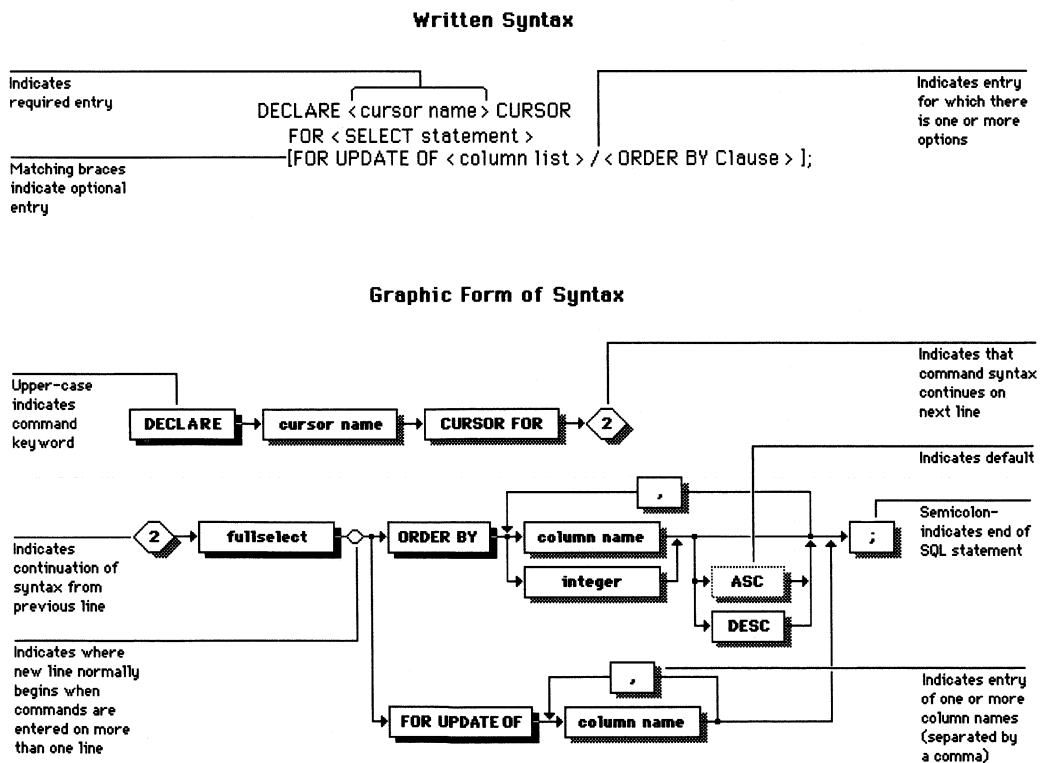 Written Syntax
Indicates
required entry
DECLARE < cursor name > CURSOR
FOR < SELECT statement >
[FOR UPDATE OF < column list > / < ORDER BY Clause > ];
Indicates entry
for which there
is one or more
options
Matching braces
indicate optional
entry
Graphic Form of Syntax
Upper-case
indicates
command
keyword
DECLARE
cursor name
CURSOR FOR
2
Indicates that
command syntax
continues on
next line
Indicates default
2
fullselect
ORDER BY
,
column name
integer
ASC
DESC
;
Semicolon-
indicates end of
SQL statement
Indicates
continuation of
syntax from
previous line
Indicates where
new line normally
begins when
commands are
entered on more
than one line
FOR UPDATE OF
,
column name
Indicates entry
of one or more
column names
(separated by
a comma)